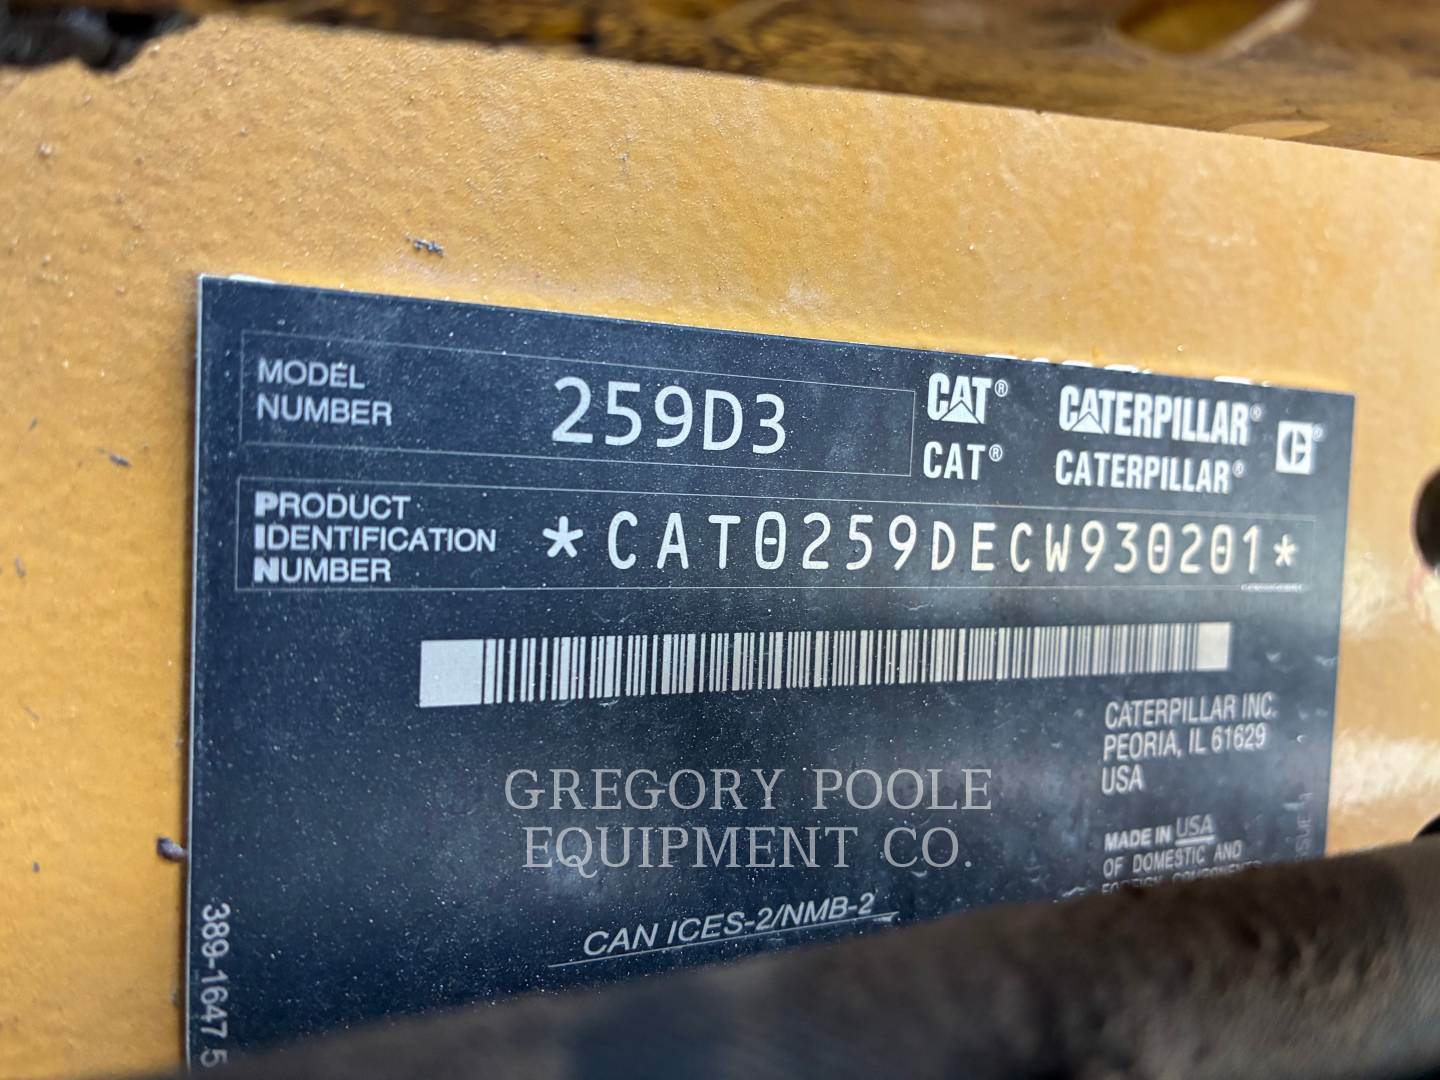 MODEL
NUMBER
259D3
CAT® CATERPILLAR®
CAT® CATERPILLAR®
PRODUCT
IDENTIFICATION
NUMBER
*CAT0259DECW930201*
CATERPILLAR INC.
PEORIA, IL 61629
USA
GREGORY POOLE
EQUIPMENT CO.
MADE IN USA
OF DOMESTIC AND
CAN ICES-2/NMB-2
389-1647 5